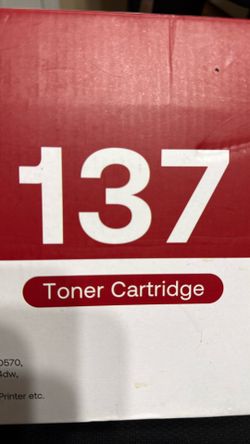 137
Toner Cartridge
0570,
4dw,
Printer etc.